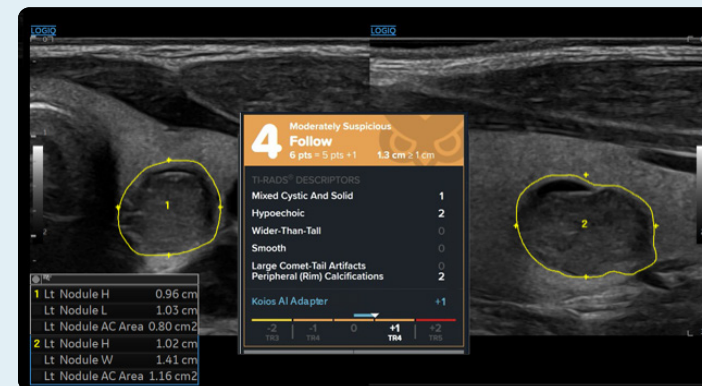 LOGIQ
LOGIQ
1
2
4
Moderately Suspicious
Follow
6 pts = 5 pts +1 1.3 cm ≥ 1 cm
TI-RADS® DESCRIPTORS
Mixed Cystic And Solid 1
Hypoechoic 2
Wider-Than-Tall 0
Smooth 0
Large Comet-Tail Artifacts 0
Peripheral (Rim) Calcifications 2
Koios AI Adapter +1
-2 -1 0 +1 +2
TR3 TR4 TR4 TR5
1 Lt Nodule H 0.96 cm
Lt Nodule L 1.03 cm
Lt Nodule AC Area 0.80 cm2
2 Lt Nodule H 1.02 cm
Lt Nodule W 1.41 cm
Lt Nodule AC Area 1.16 cm2